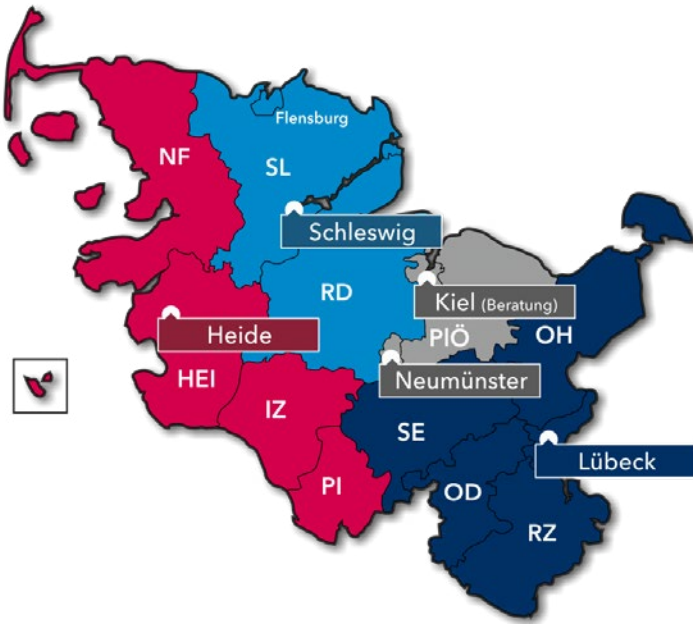 Flensburg
NF
SL
Schleswig
RD
Kiel (Beratung)
Heide
PIÖ
OH
HEI
Neumünster
IZ
SE
Lübeck
PI
OD
RZ